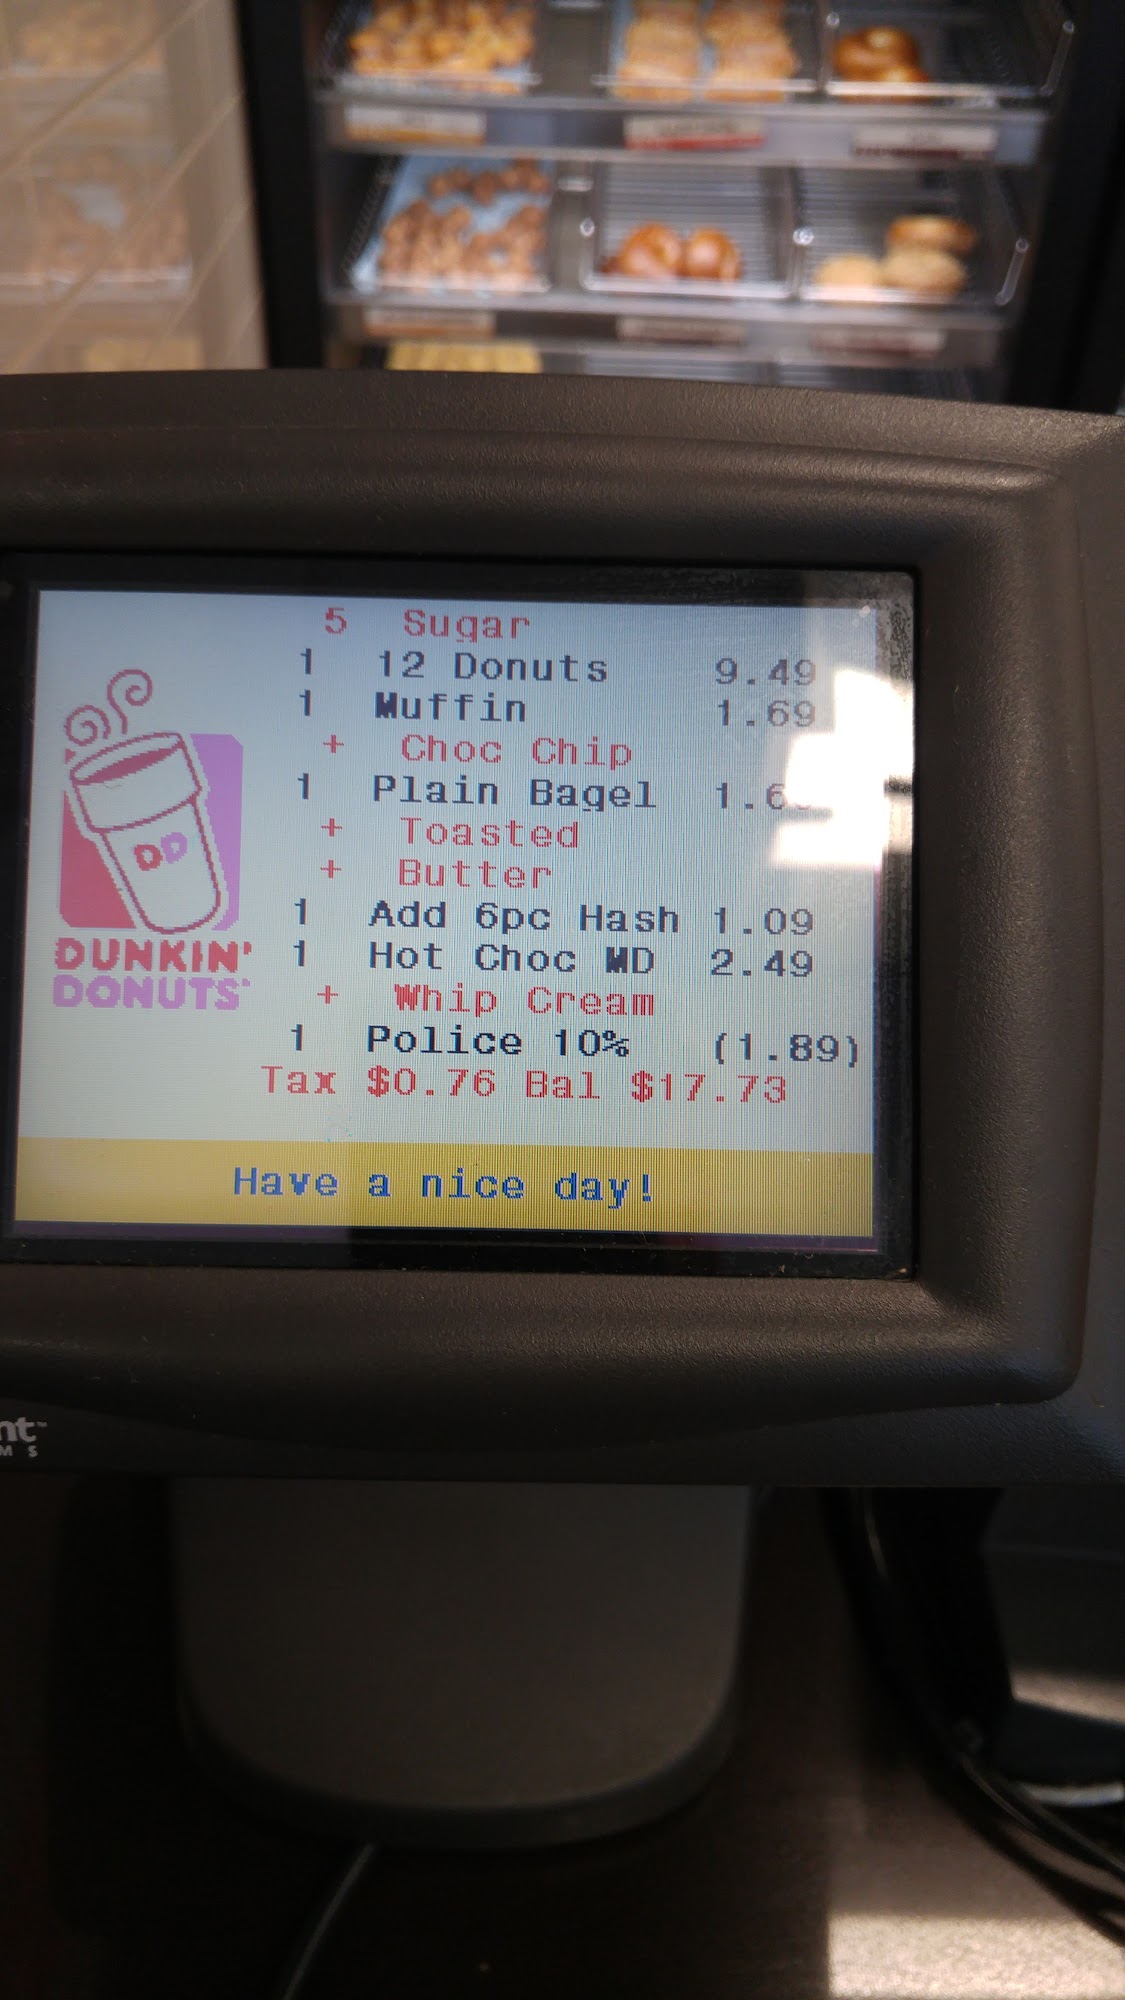 5 Sugar
1 12 Donuts 9.49
1 Muffin 1.69
+ Choc Chip
1 Plain Bagel
+ Toasted
+ Butter
1 Add 6pc Hash 1.09
1 Hot Choc MD 2.49
+ Whip Cream
1 Police 10% (1.89)
Tax $0.76 Bal $17.73
DD
DUNKIN'
DONUTS
Have a nice day!
nt™
M S